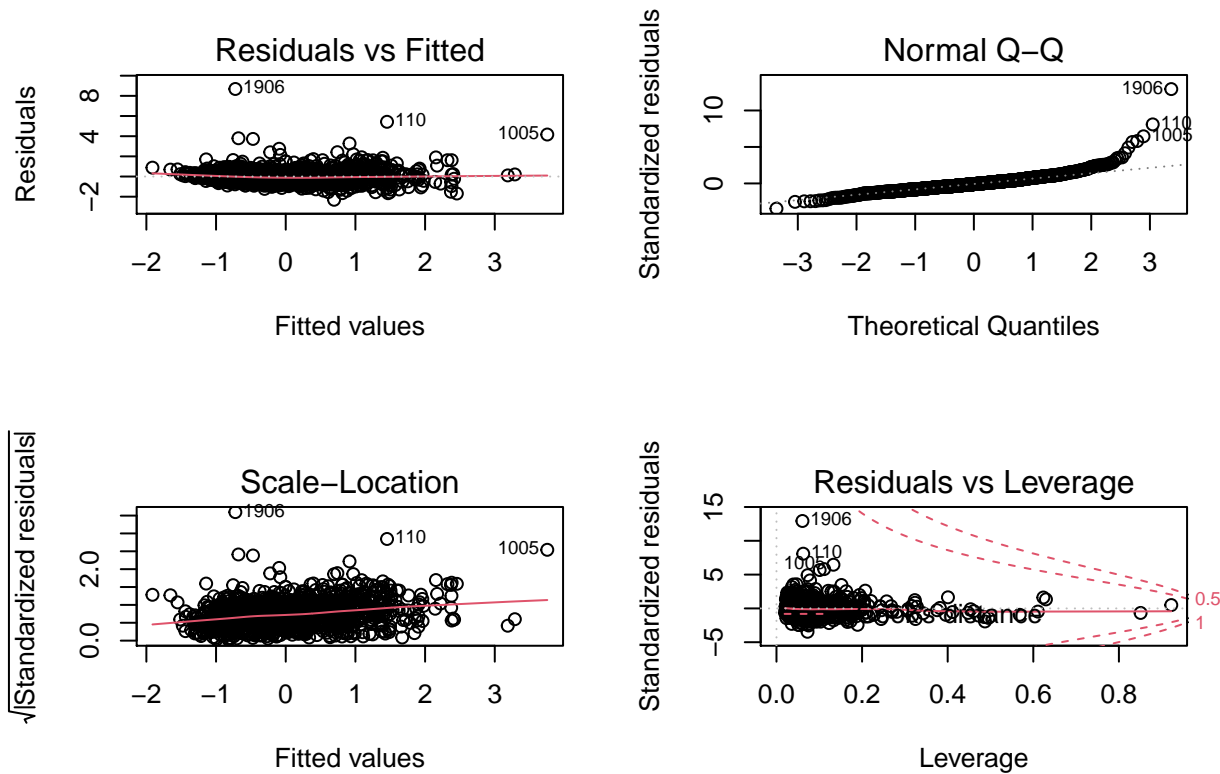 Residuals vs Fitted
Residuals
8
4
−2
1906
110
1005
−2 −1 0 1 2 3
Fitted values
Normal Q−Q
Standardized residuals
10
0
1906
110
1005
−3 −2 −1 0 1 2 3
Theoretical Quantiles
Scale−Location
√|Standardized residuals|
2.0
0.0
1906
110
1005
−2 −1 0 1 2 3
Fitted values
Residuals vs Leverage
Standardized residuals
15
5
−5
1906
110
1005
distance
0.5
1
0.0 0.2 0.4 0.6 0.8
Leverage